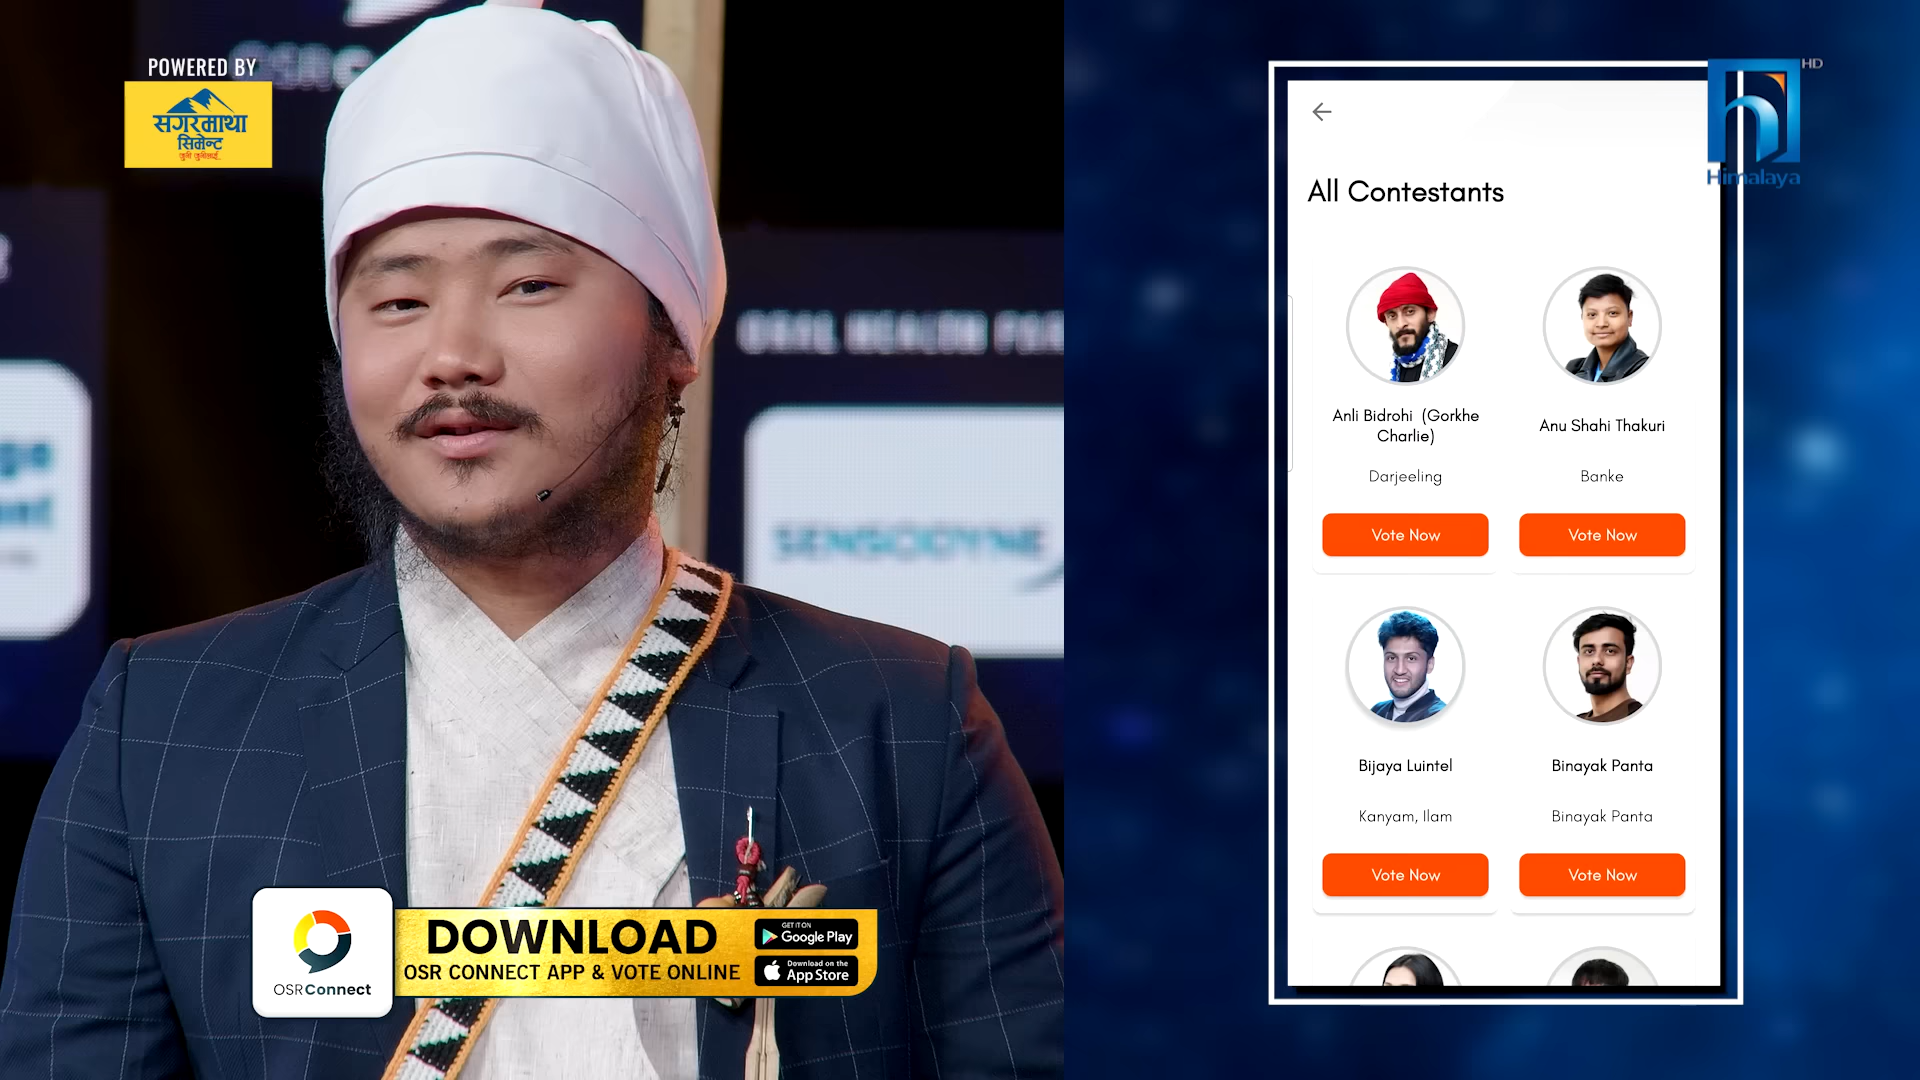 POWERED BY
सगरमाथा
सिमेन्ट
HD
Himalaya
All Contestants
Anli Bidrohi (Gorkhe
Charlie)
Anu Shahi Thakuri
Darjeeling
Banke
Vote Now
Vote Now
SENSODYNE
Bijaya Luintel
Binayak Panta
Kanyam, Ilam
Binayak Panta
Vote Now
Vote Now
OSRConnect
DOWNLOAD
OSR CONNECT APP & VOTE ONLINE
GET IT ON
Google Play
Download on the
App Store